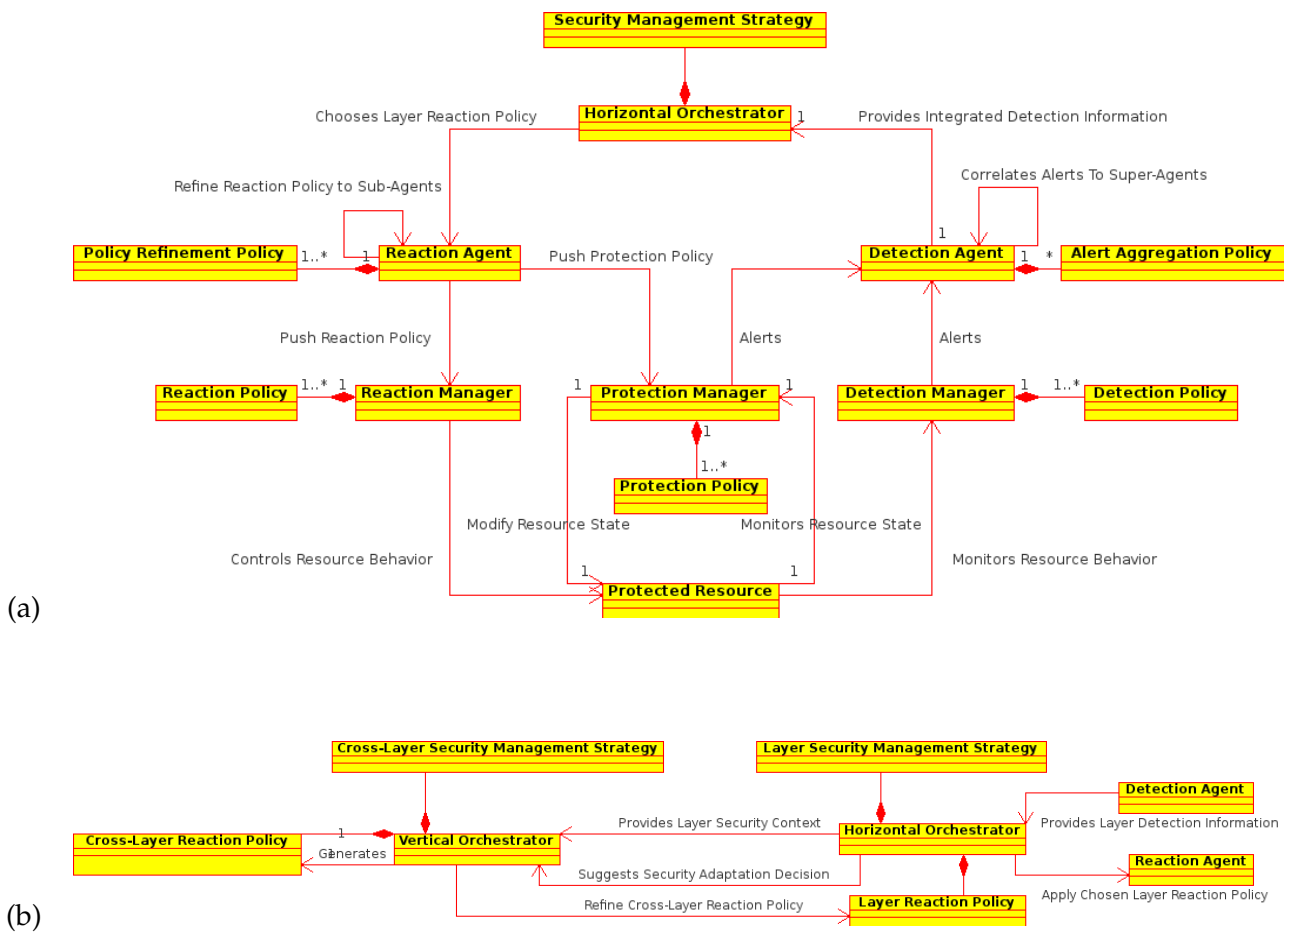 Security Management Strategy
Horizontal Orchestrator
1
Chooses Layer Reaction Policy
Provides Integrated Detection Information
Refine Reaction Policy to Sub-Agents
Correlates Alerts To Super-Agents
1
Policy Refinement Policy
1..*
1
Reaction Agent
Push Protection Policy
Detection Agent
1
*
Alert Aggregation Policy
Push Reaction Policy
Alerts
Alerts
Reaction Policy
1..*
1
Reaction Manager
1
Protection Manager
1
Detection Manager
1
1..*
Detection Policy
1
1..*
Protection Policy
Modify Resource State
Monitors Resource State
Controls Resource Behavior
Monitors Resource Behavior
1
1
Protected Resource
(a)
Cross-Layer Security Management Strategy
Layer Security Management Strategy
Detection Agent
Provides Layer Detection Information
Cross-Layer Reaction Policy
1
Vertical Orchestrator
Provides Layer Security Context
Horizontal Orchestrator
1
Generates
Reaction Agent
Suggests Security Adaptation Decision
Apply Chosen Layer Reaction Policy
Refine Cross-Layer Reaction Policy
Layer Reaction Policy
(b)